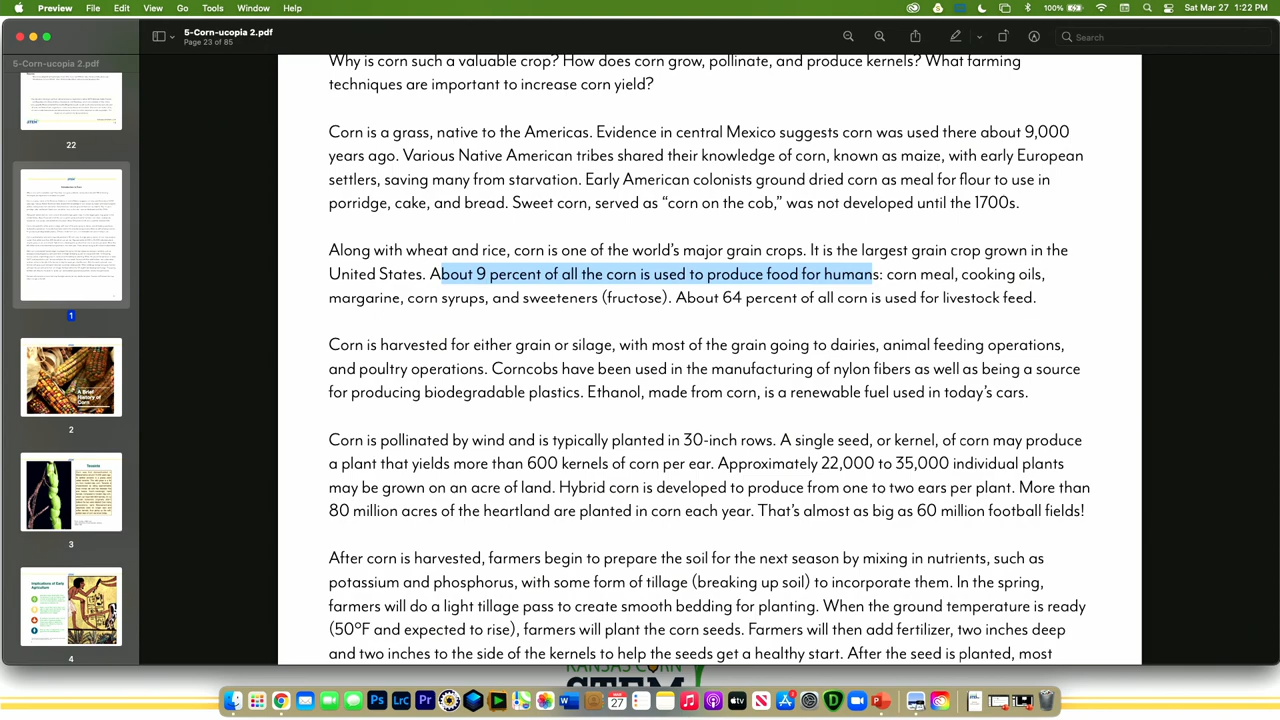 Preview File Edit View Go Tools Window Help
100% Sat Mar 27 1:22 PM
5-Corn-ucopia 2.pdf
Page 23 of 85
Search
5-Corn-ucopia 2.pdf
22
1
A Brief
History of
Corn
2
Teosinte
3
Implications of Early
Agriculture
4
Why is corn such a valuable crop? How does corn grow, pollinate, and produce kernels? What farming
techniques are important to increase corn yield?
Corn is a grass, native to the Americas. Evidence in central Mexico suggests corn was used there about 9,000
years ago. Various Native American tribes shared their knowledge of corn, known as maize, with early European
settlers, saving many from starvation. Early American colonists ground dried corn as meal for flour to use in
porridge, cake, and bread. Sweet corn, served as “corn on the cob,” was not developed until the 1700s.
Along with wheat and rice, corn is one of the world’s major grain crops. It is the largest grain crop grown in the
United States. About 9 percent of all the corn is used to produce food for humans: corn meal, cooking oils,
margarine, corn syrups, and sweeteners (fructose). About 64 percent of all corn is used for livestock feed.
Corn is harvested for either grain or silage, with most of the grain going to dairies, animal feeding operations,
and poultry operations. Corncobs have been used in the manufacturing of nylon fibers as well as being a source
for producing biodegradable plastics. Ethanol, made from corn, is a renewable fuel used in today’s cars.
Corn is pollinated by wind and is typically planted in 30-inch rows. A single seed, or kernel, of corn may produce
a plant that yields more than 600 kernels of corn per ear. Approximately 22,000 to 35,000 individual plants
may be grown on an acre of land. Hybrid corn is developed to produce from one to two ears per plant. More than
80 million acres of the heartland are planted in corn each year. That’s almost as big as 60 million football fields!
After corn is harvested, farmers begin to prepare the soil for the next season by mixing in nutrients, such as
potassium and phosphorus, with some form of tillage (breaking up soil) to incorporate them. In the spring,
farmers will do a light tillage pass to create smooth bedding for planting. When the ground temperature is ready
(50°F and expected to rise), farmers will plant the corn seed. Farmers will then add fertilizer, two inches deep
and two inches to the side of the kernels to help the seeds get a healthy start. After the seed is planted, most
KANSAS CORN
STEM
MAR
27